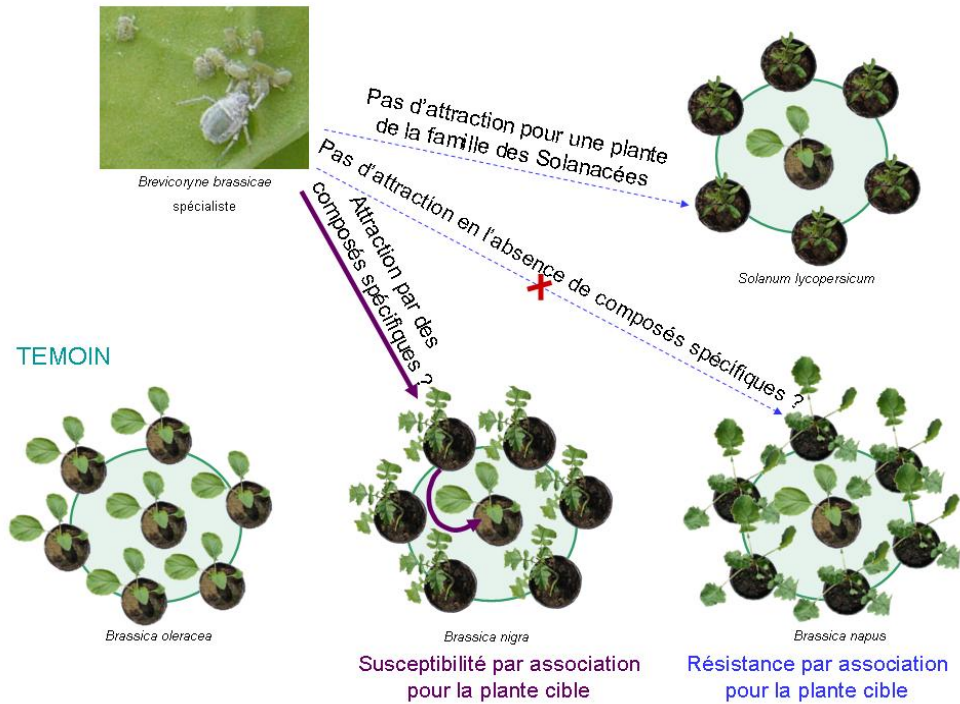 Brevicoryne brassicae
spécialiste
Pas d'attraction pour une plante
de la famille des Solanacées
Solanum lycopersicum
Pas d'attraction en l'absence de composés spécifiques ?
Attraction par des
composés spécifiques ?
TEMOIN
Brassica oleracea
Brassica nigra
Susceptibilité par association
pour la plante cible
Brassica napus
Résistance par association
pour la plante cible